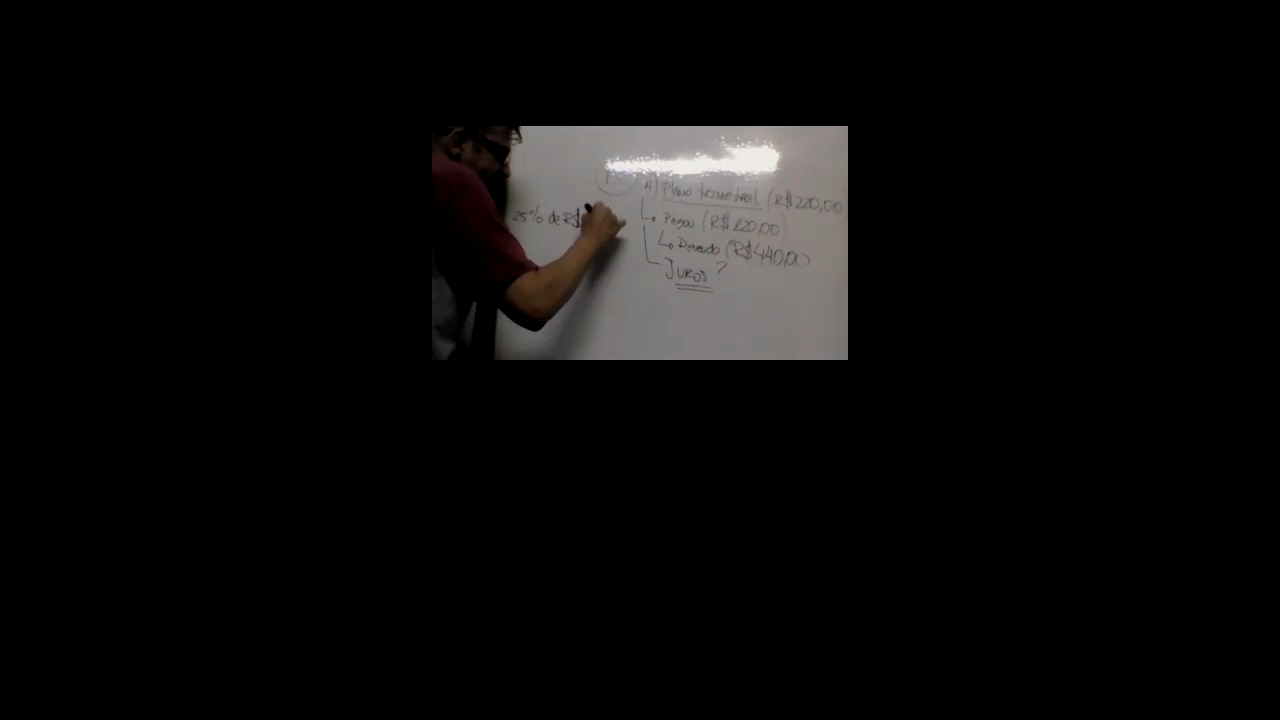 A) Plano trimestral (R$220,00
Pagou (R$220,00)
25% de R$
Devendo (R$440,00
Juros?